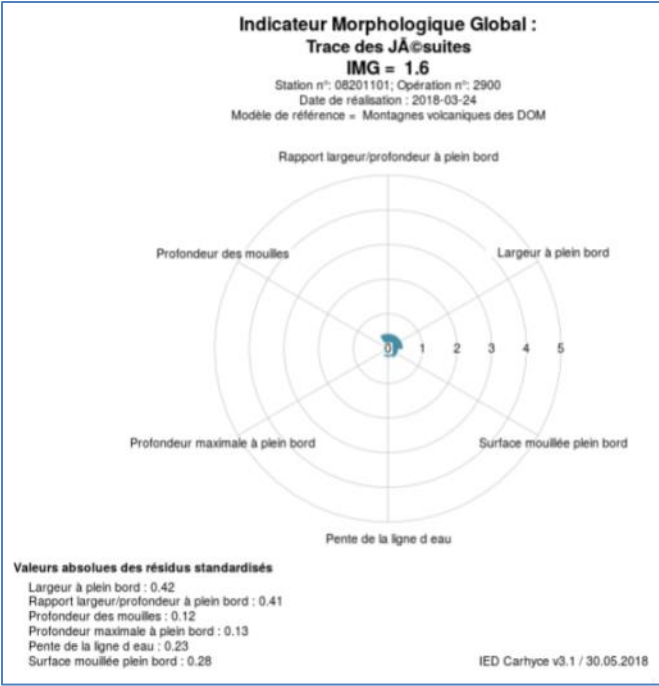 Indicateur Morphologique Global :
Trace des JÃ©suites
IMG = 1.6
Station n°: 08201101; Opération n°: 2900
Date de réalisation : 2018-03-24
Modèle de référence = Montagnes volcaniques des DOM
Rapport largeur/profondeur à plein bord
Profondeur des mouilles
Largeur à plein bord
0 1 2 3 4 5
Profondeur maximale à plein bord
Surface mouillée plein bord
Pente de la ligne d eau
Valeurs absolues des résidus standardisés
Largeur à plein bord : 0.42
Rapport largeur/profondeur à plein bord : 0.41
Profondeur des mouilles : 0.12
Profondeur maximale à plein bord : 0.13
Pente de la ligne d eau : 0.23
Surface mouillée plein bord : 0.28
IED Carhyce v3.1 / 30.05.2018